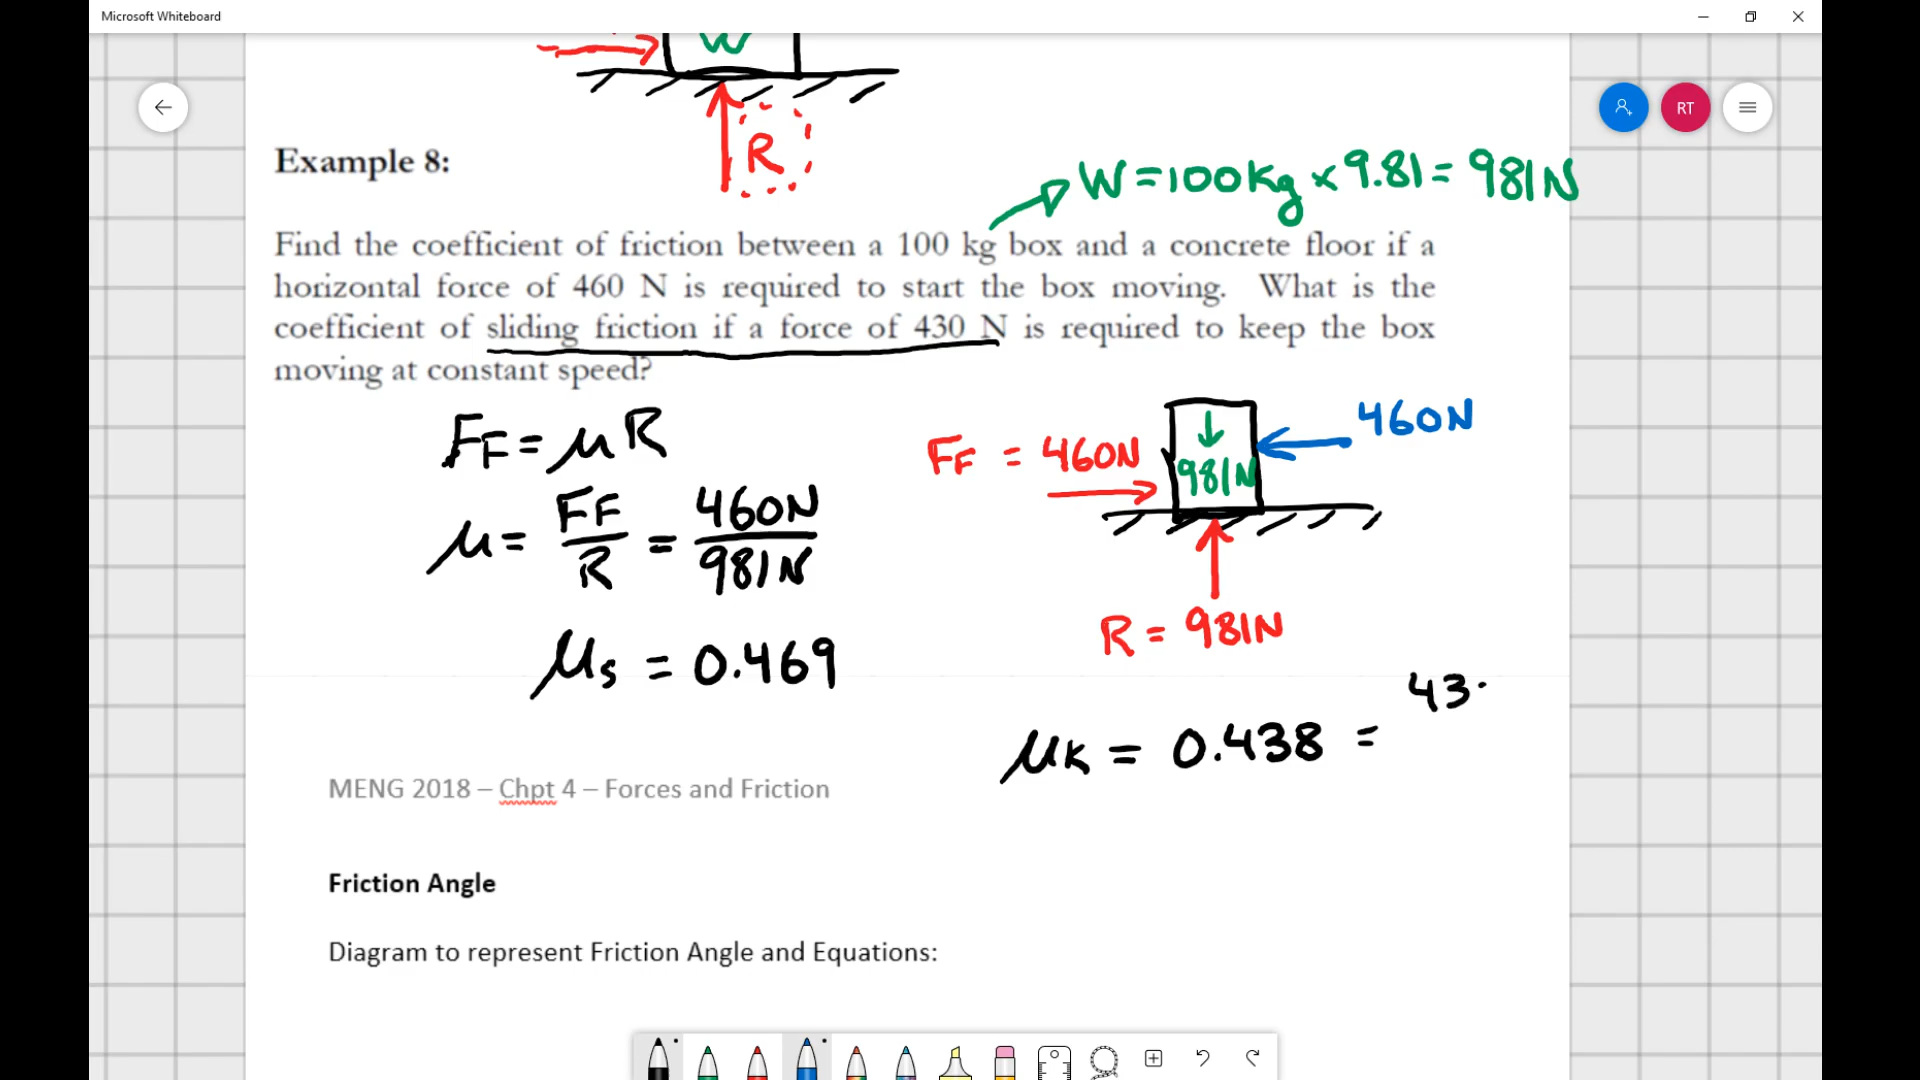 Microsoft Whiteboard
W
R
RT
Example 8:
W = 100kg × 9.81 = 981N
Find the coefficient of friction between a 100 kg box and a concrete floor if a
horizontal force of 460 N is required to start the box moving. What is the
coefficient of sliding friction if a force of 430 N is required to keep the box
moving at constant speed?
FF = μR
FF = 460N
981N
460N
μ = FF/R = 460N/981N
R = 981N
μs = 0.469
μK = 0.438 = 43
MENG 2018 – Chpt 4 – Forces and Friction
Friction Angle
Diagram to represent Friction Angle and Equations: